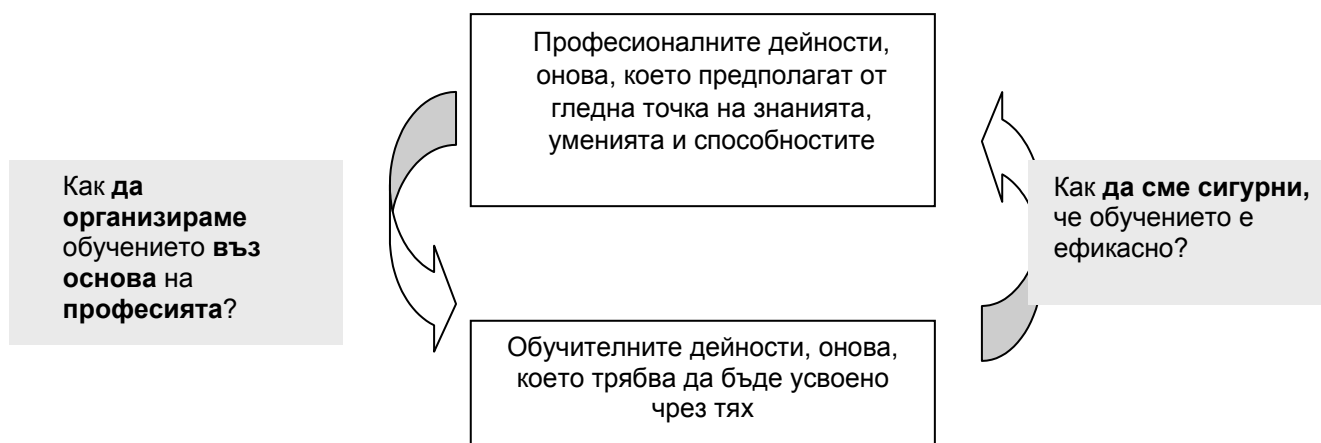 Професионалните дейности,
онова, което предполагат от
гледна точка на знанията,
уменията и способностите
Как да
организираме
обучението въз
основа на
професията?
Как да сме сигурни,
че обучението е
ефикасно?
Обучителните дейности, онова,
което трябва да бъде усвоено
чрез тях